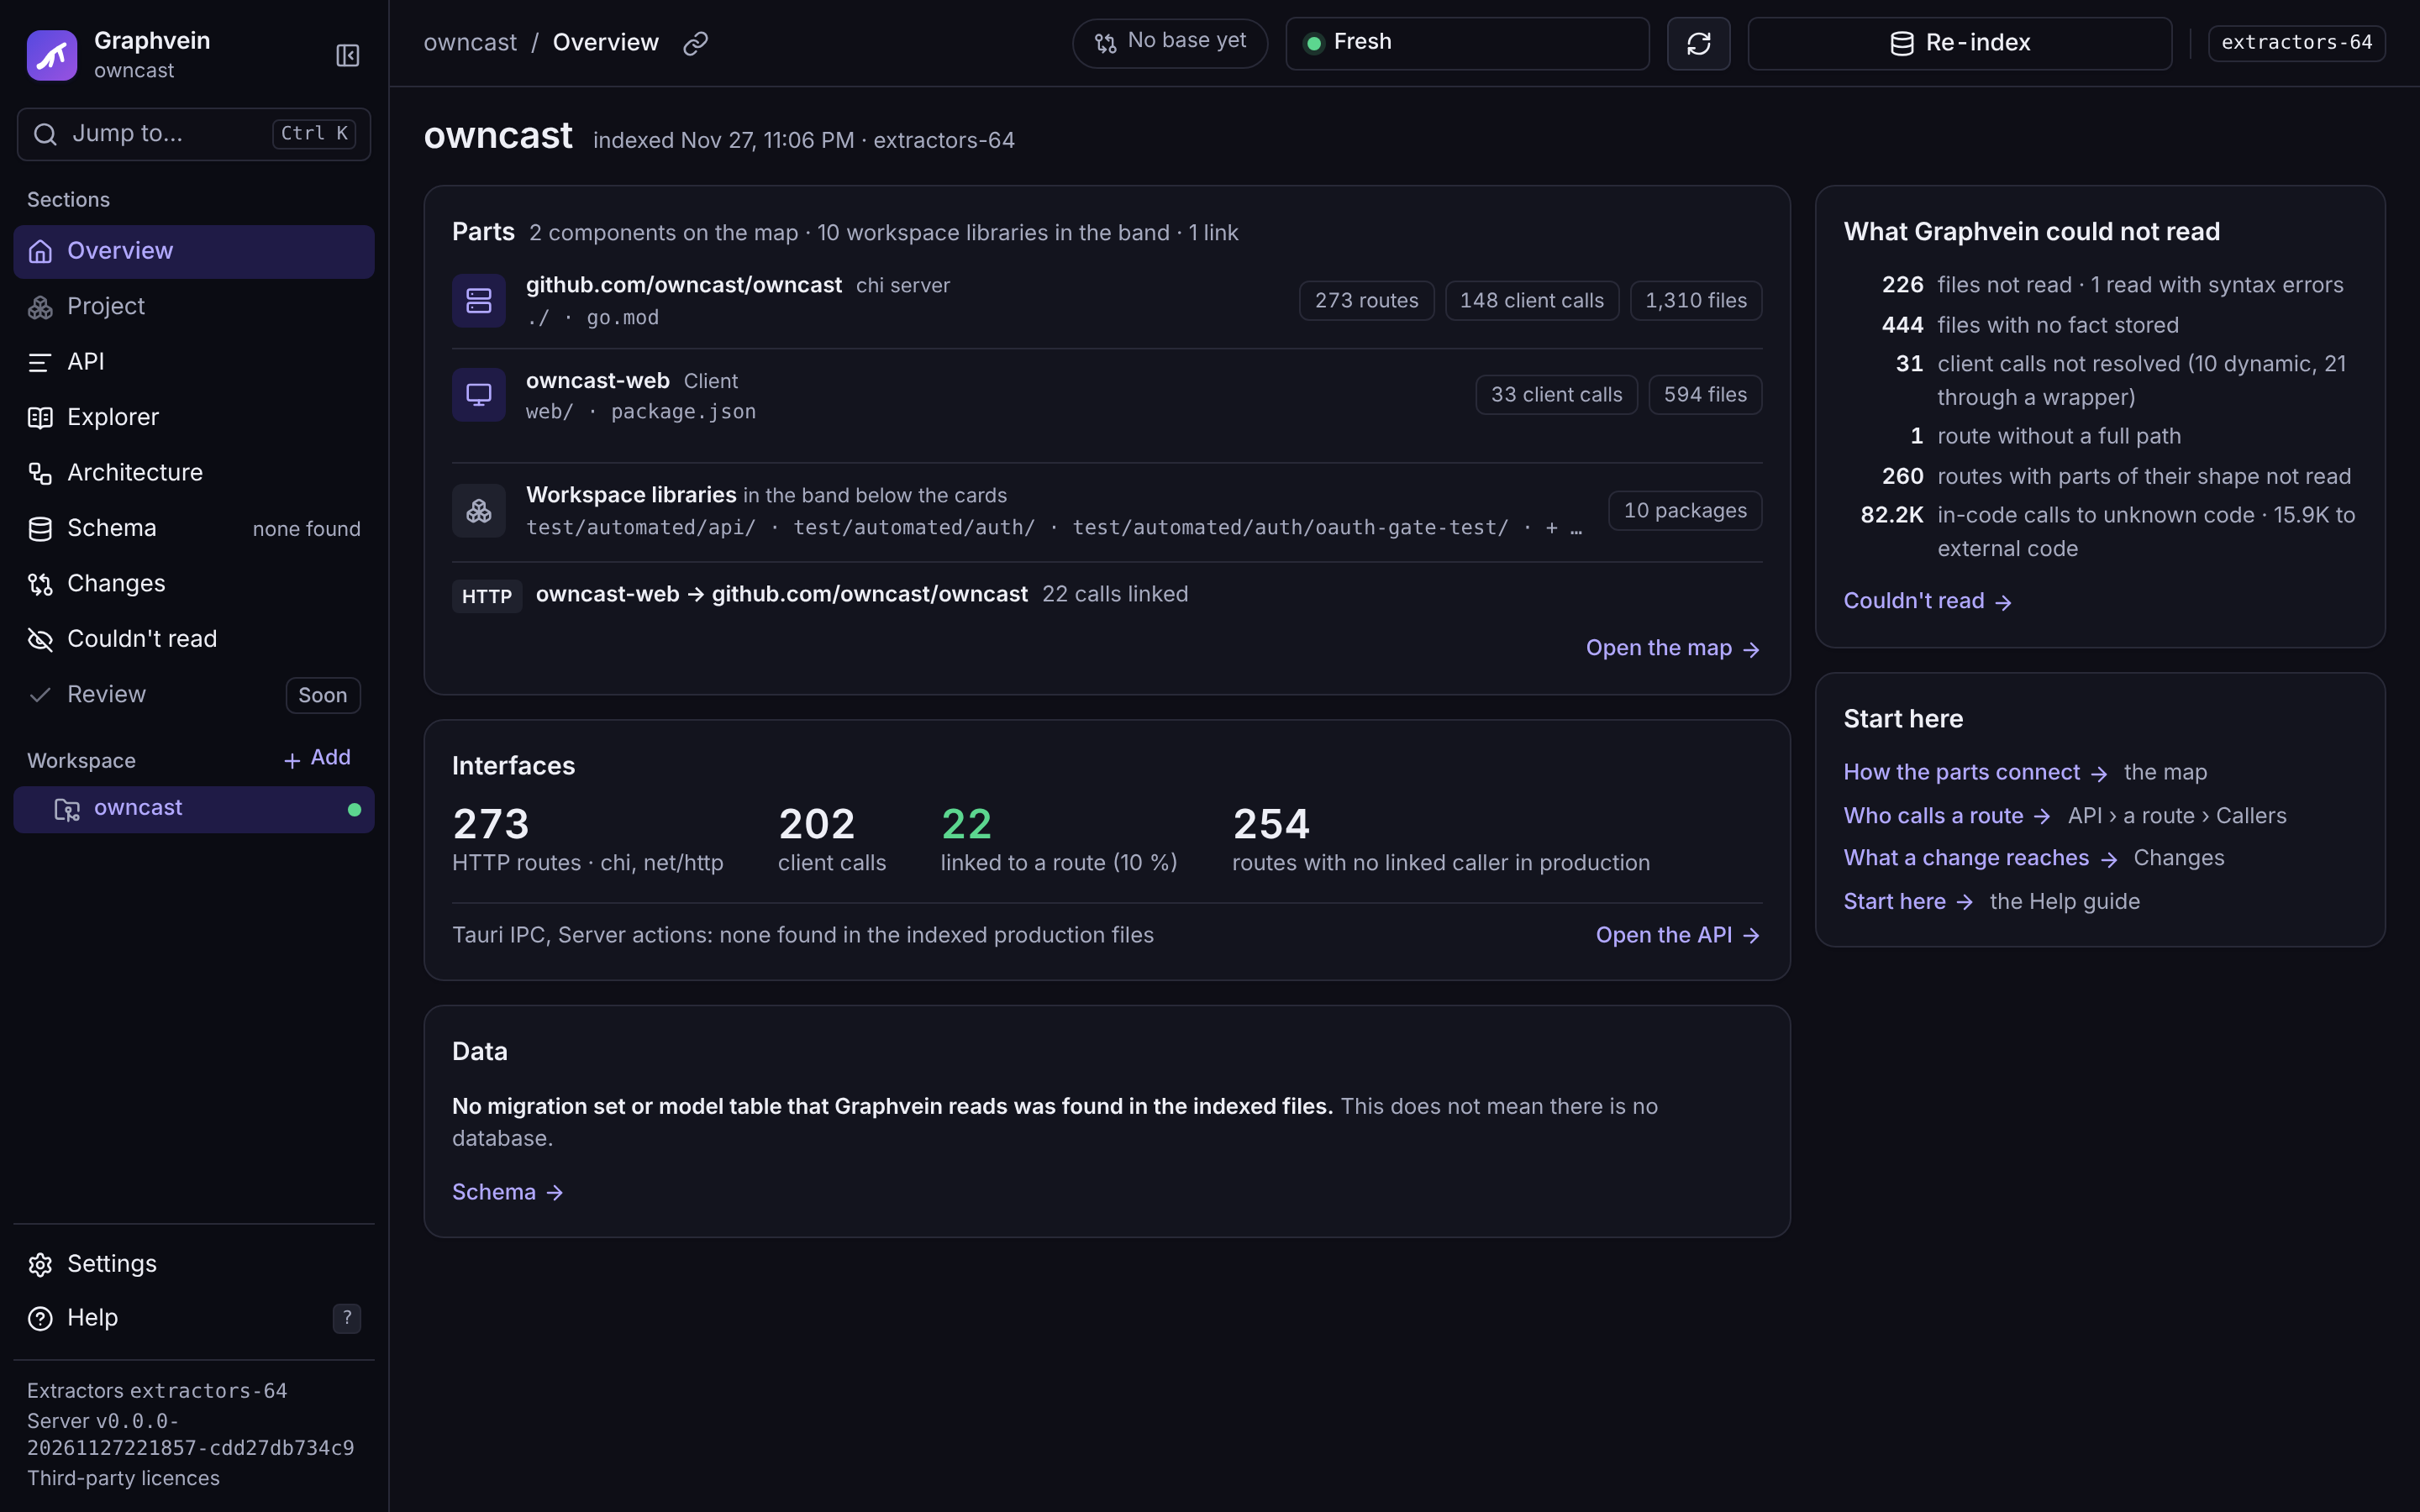 Graphvein
owncast
Jump to...
Ctrl K
Sections
Overview
Project
API
Explorer
Architecture
Schema none found
Changes
Couldn't read
Review Soon
Workspace + Add
owncast
Settings
Help ?
Extractors extractors-64
Server v0.0.0-
20261127221857-cdd27db734c9
Third-party licences
owncast / Overview
No base yet
Fresh
Re-index
extractors-64
owncast indexed Nov 27, 11:06 PM · extractors-64
Parts 2 components on the map · 10 workspace libraries in the band · 1 link
github.com/owncast/owncast chi server
./ · go.mod
273 routes 148 client calls 1,310 files
owncast-web Client
web/ · package.json
33 client calls 594 files
Workspace libraries in the band below the cards
test/automated/api/ · test/automated/auth/ · test/automated/auth/oauth-gate-test/ · + …
10 packages
HTTP owncast-web → github.com/owncast/owncast 22 calls linked
Open the map →
Interfaces
273 202 22 254
HTTP routes · chi, net/http client calls linked to a route (10 %) routes with no linked caller in production
Tauri IPC, Server actions: none found in the indexed production files
Open the API →
Data
No migration set or model table that Graphvein reads was found in the indexed files. This does not mean there is no
database.
Schema →
What Graphvein could not read
226 files not read · 1 read with syntax errors
444 files with no fact stored
31 client calls not resolved (10 dynamic, 21
through a wrapper)
1 route without a full path
260 routes with parts of their shape not read
82.2K in-code calls to unknown code · 15.9K to
external code
Couldn't read →
Start here
How the parts connect → the map
Who calls a route → API › a route › Callers
What a change reaches → Changes
Start here → the Help guide